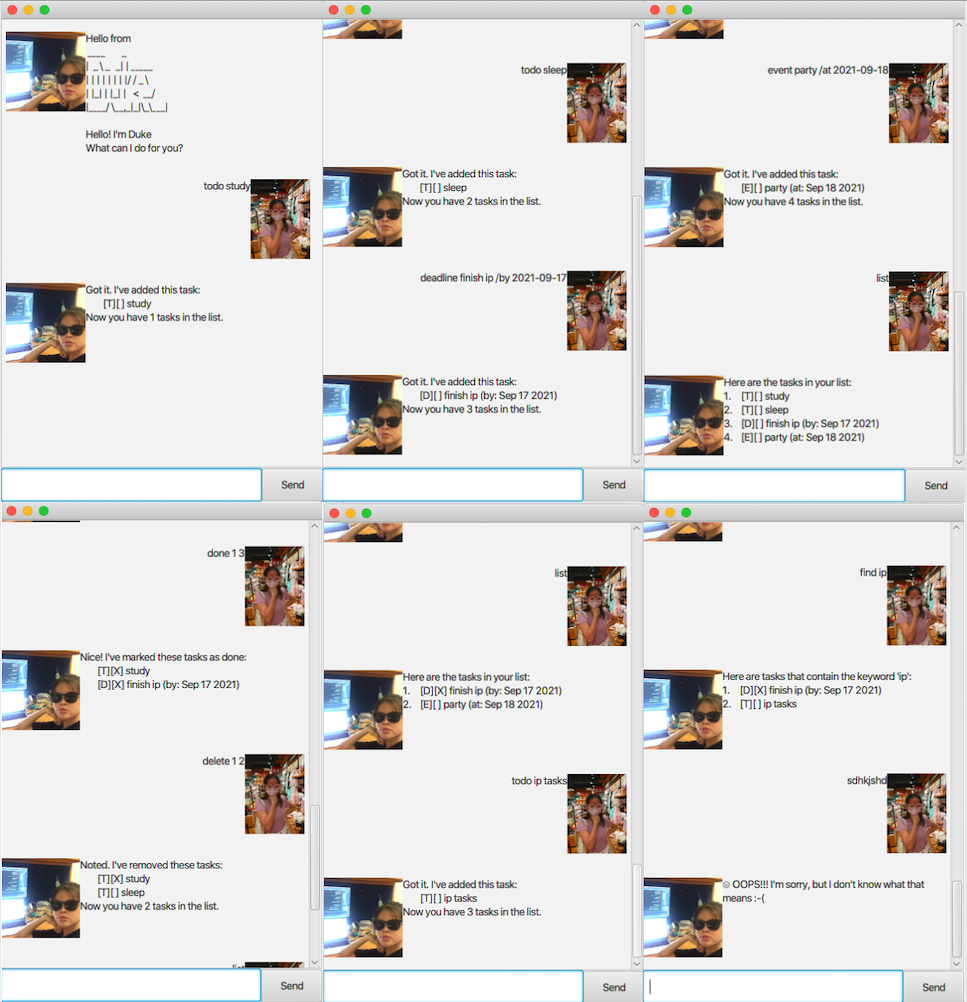 Hello from
 ____        _
|  _ \ _   _| | _____
| | | | | | | |/ / _ \
| |_| | |_| |   <  __/
|____/ \__,_|_|\_\___|
Hello! I'm Duke
What can I do for you?
todo study
Got it. I've added this task:
[T][ ] study
Now you have 1 tasks in the list.
Send
todo sleep
Got it. I've added this task:
[T][ ] sleep
Now you have 2 tasks in the list.
deadline finish ip /by 2021-09-17
Got it. I've added this task:
[D][ ] finish ip (by: Sep 17 2021)
Now you have 3 tasks in the list.
Send
event party /at 2021-09-18
Got it. I've added this task:
[E][ ] party (at: Sep 18 2021)
Now you have 4 tasks in the list.
list
Here are the tasks in your list:
1. [T][ ] study
2. [T][ ] sleep
3. [D][ ] finish ip (by: Sep 17 2021)
4. [E][ ] party (at: Sep 18 2021)
Send
done 1 3
Nice! I've marked these tasks as done:
[T][X] study
[D][X] finish ip (by: Sep 17 2021)
delete 1 2
Noted. I've removed these tasks:
[T][X] study
[T][ ] sleep
Now you have 2 tasks in the list.
list
Send
list
Here are the tasks in your list:
1. [D][X] finish ip (by: Sep 17 2021)
2. [E][ ] party (at: Sep 18 2021)
todo ip tasks
Got it. I've added this task:
[T][ ] ip tasks
Now you have 3 tasks in the list.
Send
find ip
Here are tasks that contain the keyword 'ip':
1. [D][X] finish ip (by: Sep 17 2021)
2. [T][ ] ip tasks
sdhkjshd
☹ OOPS!!! I'm sorry, but I don't know what that
means :-(
Send